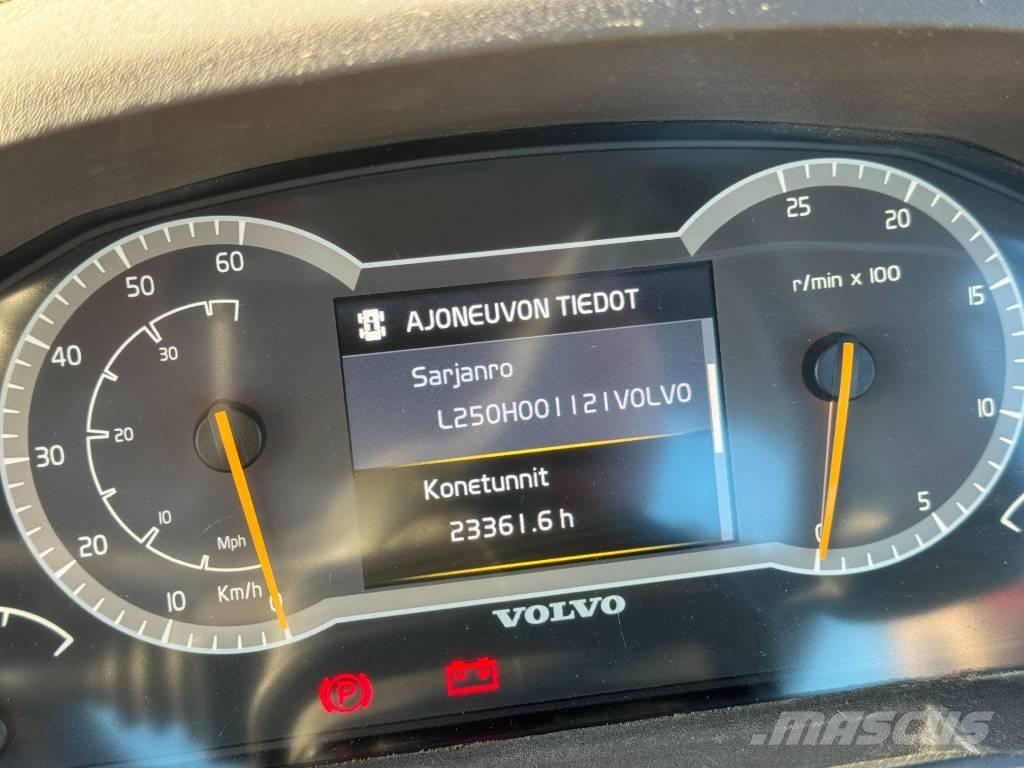 AJONEUVON TIEDOT
Sarjanro
L250H001121VOLVO
Konetunnit
23361.6 h
60
50
40
30
20
10
0
30
20
10
Mph
Km/h
25
20
15
10
5
0
r/min x 100
VOLVO
P
MASCUS